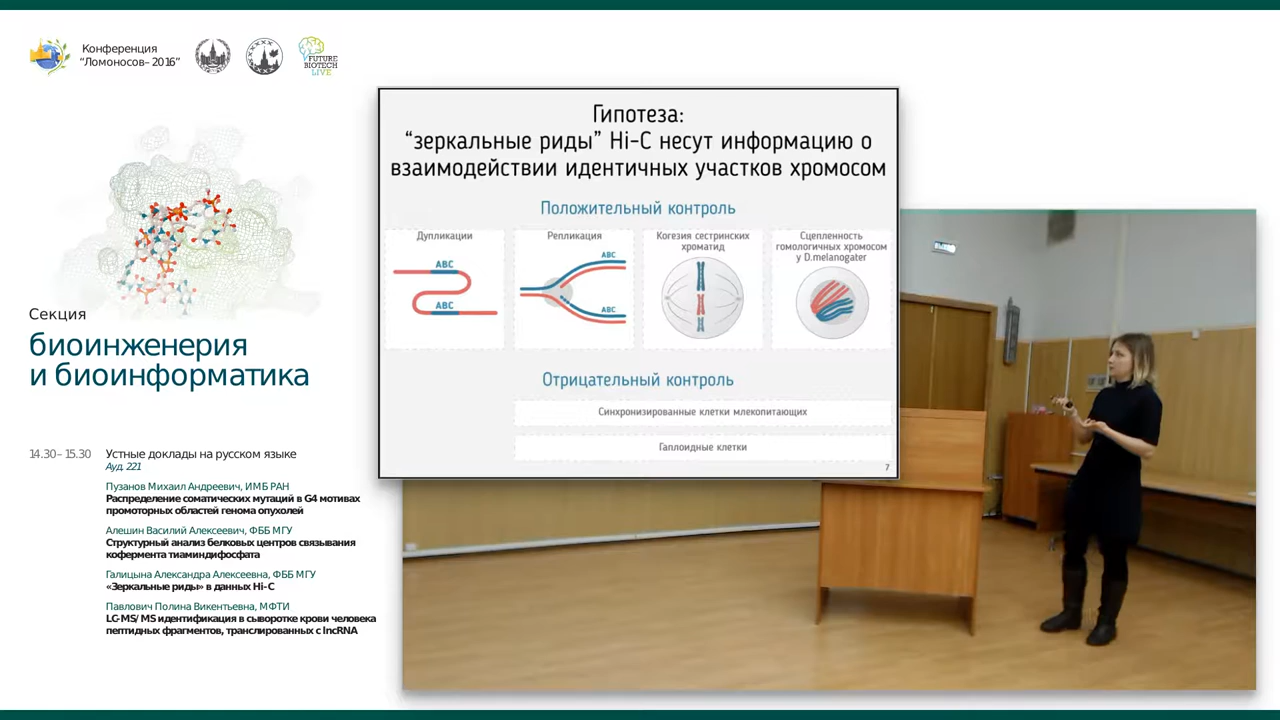 Конференция
“Ломоносов–2016”
FUTURE
BIOTECH
LIVE
Секция
биоинженерия
и биоинформатика
14.30–15.30 Устные доклады на русском языке
Ауд. 221
Пузанов Михаил Андреевич, ИМБ РАН
Распределение соматических мутаций в G4 мотивах
промоторных областей генома опухолей
Алешин Василий Алексеевич, ФББ МГУ
Структурный анализ белковых центров связывания
кофермента тиаминдифосфата
Галицына Александра Алексеевна, ФББ МГУ
«Зеркальные риды» в данных Hi-C
Павлович Полина Викентьевна, МФТИ
LC-MS/MS идентификация в сыворотке крови человека
пептидных фрагментов, транслированных с lncRNA
Гипотеза:
“зеркальные риды” Hi-C несут информацию о
взаимодействии идентичных участков хромосом
Положительный контроль
Дупликации
ABC
ABC
Репликация
ABC
ABC
Когезия сестринских
хроматид
Сцепленность
гомологичных хромосом
у D.melanogater
Отрицательный контроль
Синхронизированные клетки млекопитающих
Гаплоидные клетки
7